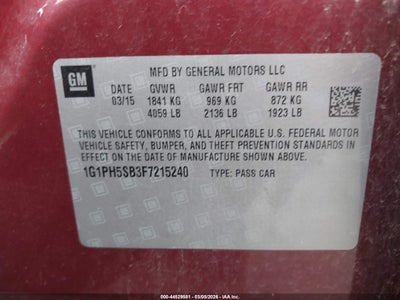 GM
MFD BY GENERAL MOTORS LLC
DATE GVWR GAWR FRT GAWR RR
03/15 1841 KG 969 KG 872 KG
4059 LB 2136 LB 1923 LB
THIS VEHICLE CONFORMS TO ALL APPLICABLE U.S. FEDERAL MOTOR
VEHICLE SAFETY, BUMPER, AND THEFT PREVENTION STANDARDS
IN EFFECT ON THE DATE OF MANUFACTURE SHOWN ABOVE.
1G1PH5SB3F7215240 TYPE: PASS CAR
000-44529581 - 03/05/2026 - IAA